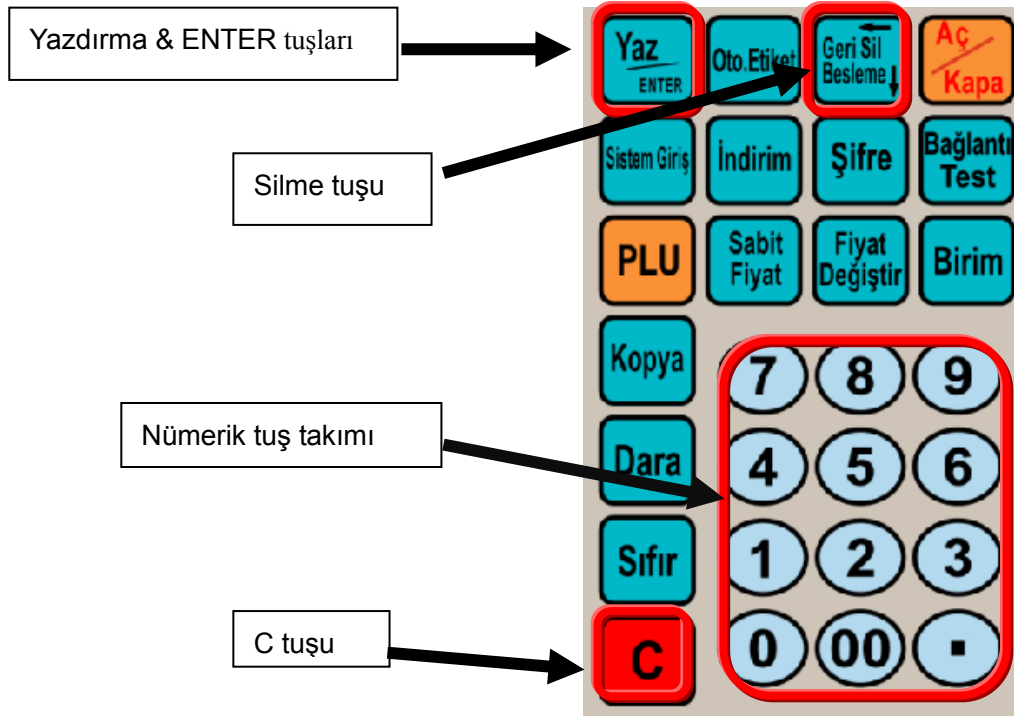 Yazdırma & ENTER tuşları
Yaz
ENTER
Oto.Etiket
Geri Sil
Besleme
Aç
Kapa
Silme tuşu
Sistem Giriş
İndirim
Şifre
Bağlantı
Test
PLU
Sabit
Fiyat
Fiyat
Değiştir
Birim
Kopya
7 8 9
Nümerik tuş takımı
Dara
4 5 6
Sıfır
1 2 3
C tuşu
C
0 00 .